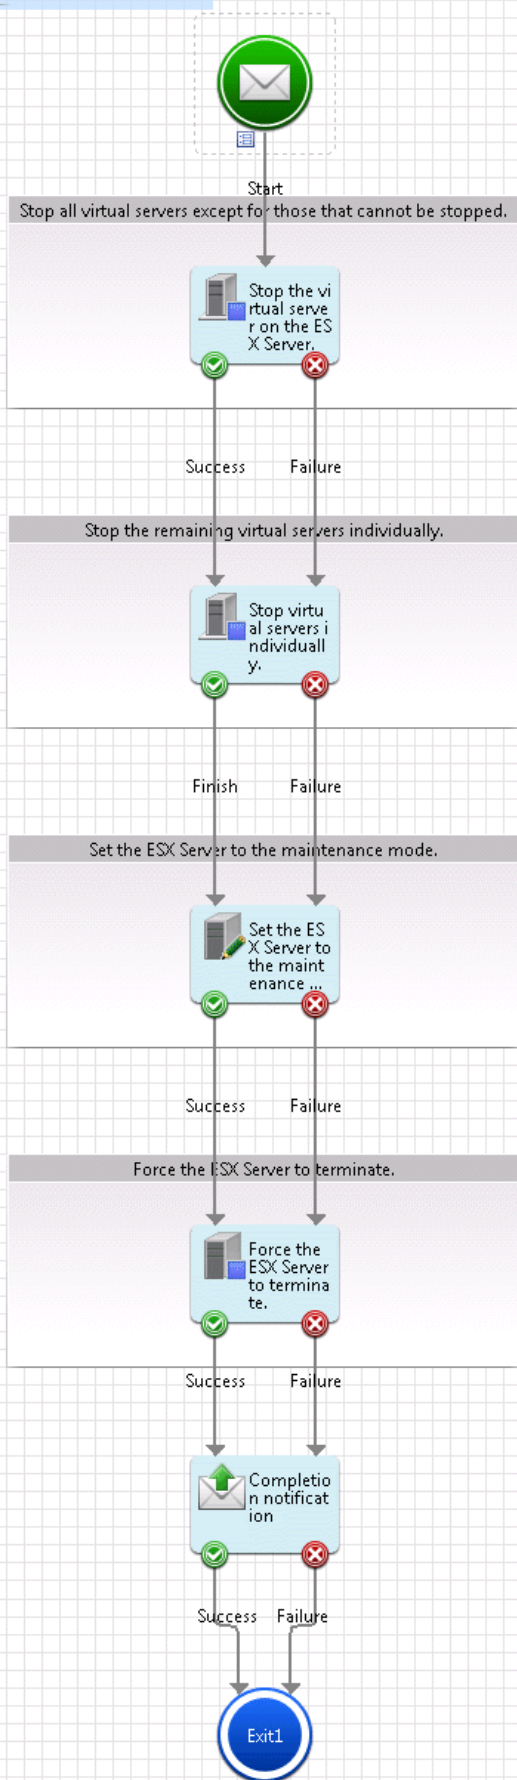 Start
Stop all virtual servers except for those that cannot be stopped.
Stop the vi
rtual serve
r on the ES
X Server.
Success Failure
Stop the remaining virtual servers individually.
Stop virtu
al servers i
ndividuall
y.
Finish Failure
Set the ESX Server to the maintenance mode.
Set the ES
X Server to
the maint
enance ...
Success Failure
Force the ESX Server to terminate.
Force the
ESX Server
to termina
te.
Success Failure
Completio
n notificat
ion
Success Failure
Exit1